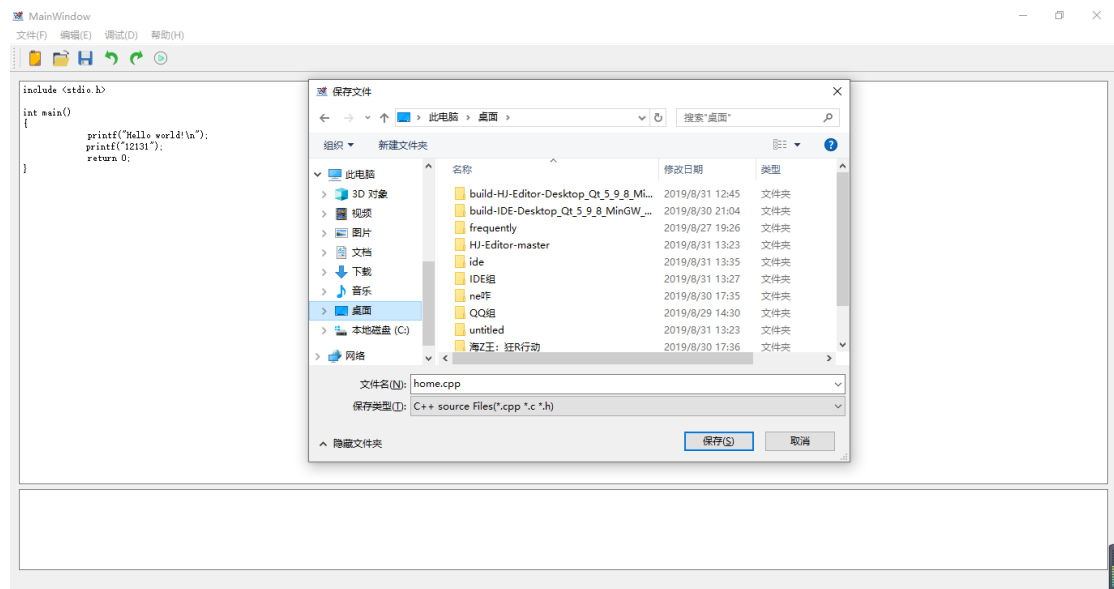 MainWindow
文件(F) 编辑(E) 调试(D) 帮助(H)
include <stdio.h>
int main()
{
printf("Hello world!\n");
printf("12131");
return 0;
}
保存文件
此电脑 › 桌面 ›
搜索"桌面"
组织 新建文件夹
此电脑
3D 对象
视频
图片
文档
下载
音乐
桌面
本地磁盘 (C:)
网络
名称 修改日期 类型
build-HJ-Editor-Desktop_Qt_5_9_8_Mi... 2019/8/31 12:45 文件夹
build-IDE-Desktop_Qt_5_9_8_MinGW_... 2019/8/30 21:04 文件夹
frequently 2019/8/27 19:26 文件夹
HJ-Editor-master 2019/8/31 13:23 文件夹
ide 2019/8/31 13:35 文件夹
IDE组 2019/8/31 13:27 文件夹
ne咋 2019/8/30 17:35 文件夹
QQ组 2019/8/29 14:30 文件夹
untitled 2019/8/31 13:23 文件夹
海Z王：狂R行动 2019/8/30 17:36 文件夹
文件名(N): home.cpp
保存类型(T): C++ source Files(*.cpp *.c *.h)
隐藏文件夹
保存(S) 取消